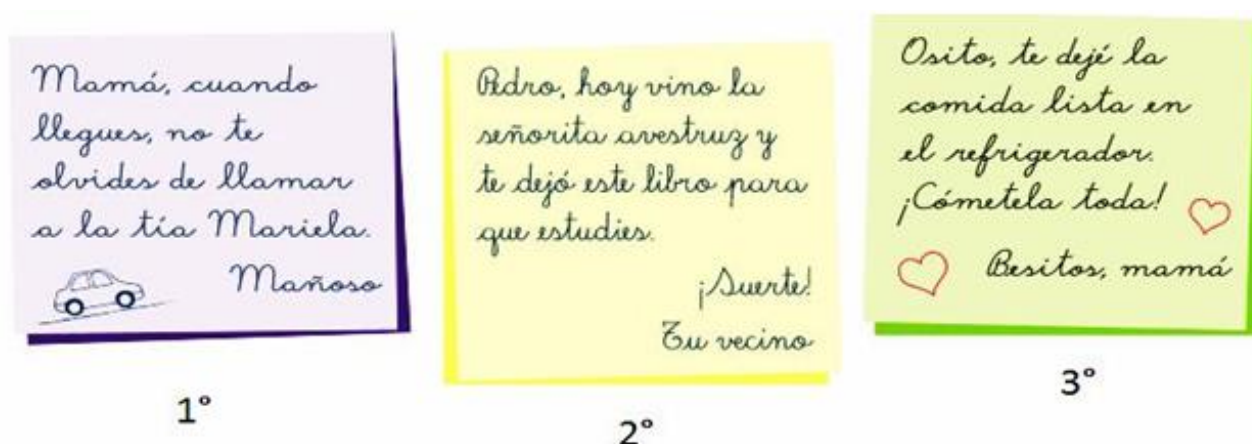 Mamá, cuando
llegues, no te
olvides de llamar
a la tía Mariela.
Mañoso
1°
Pedro, hoy vino la
señorita avestruz y
te dejó este libro para
que estudies.
¡Suerte!
Tu vecino
2°
Osito, te dejé la
comida lista en
el refrigerador.
¡Cómetela toda!
Besitos, mamá
3°